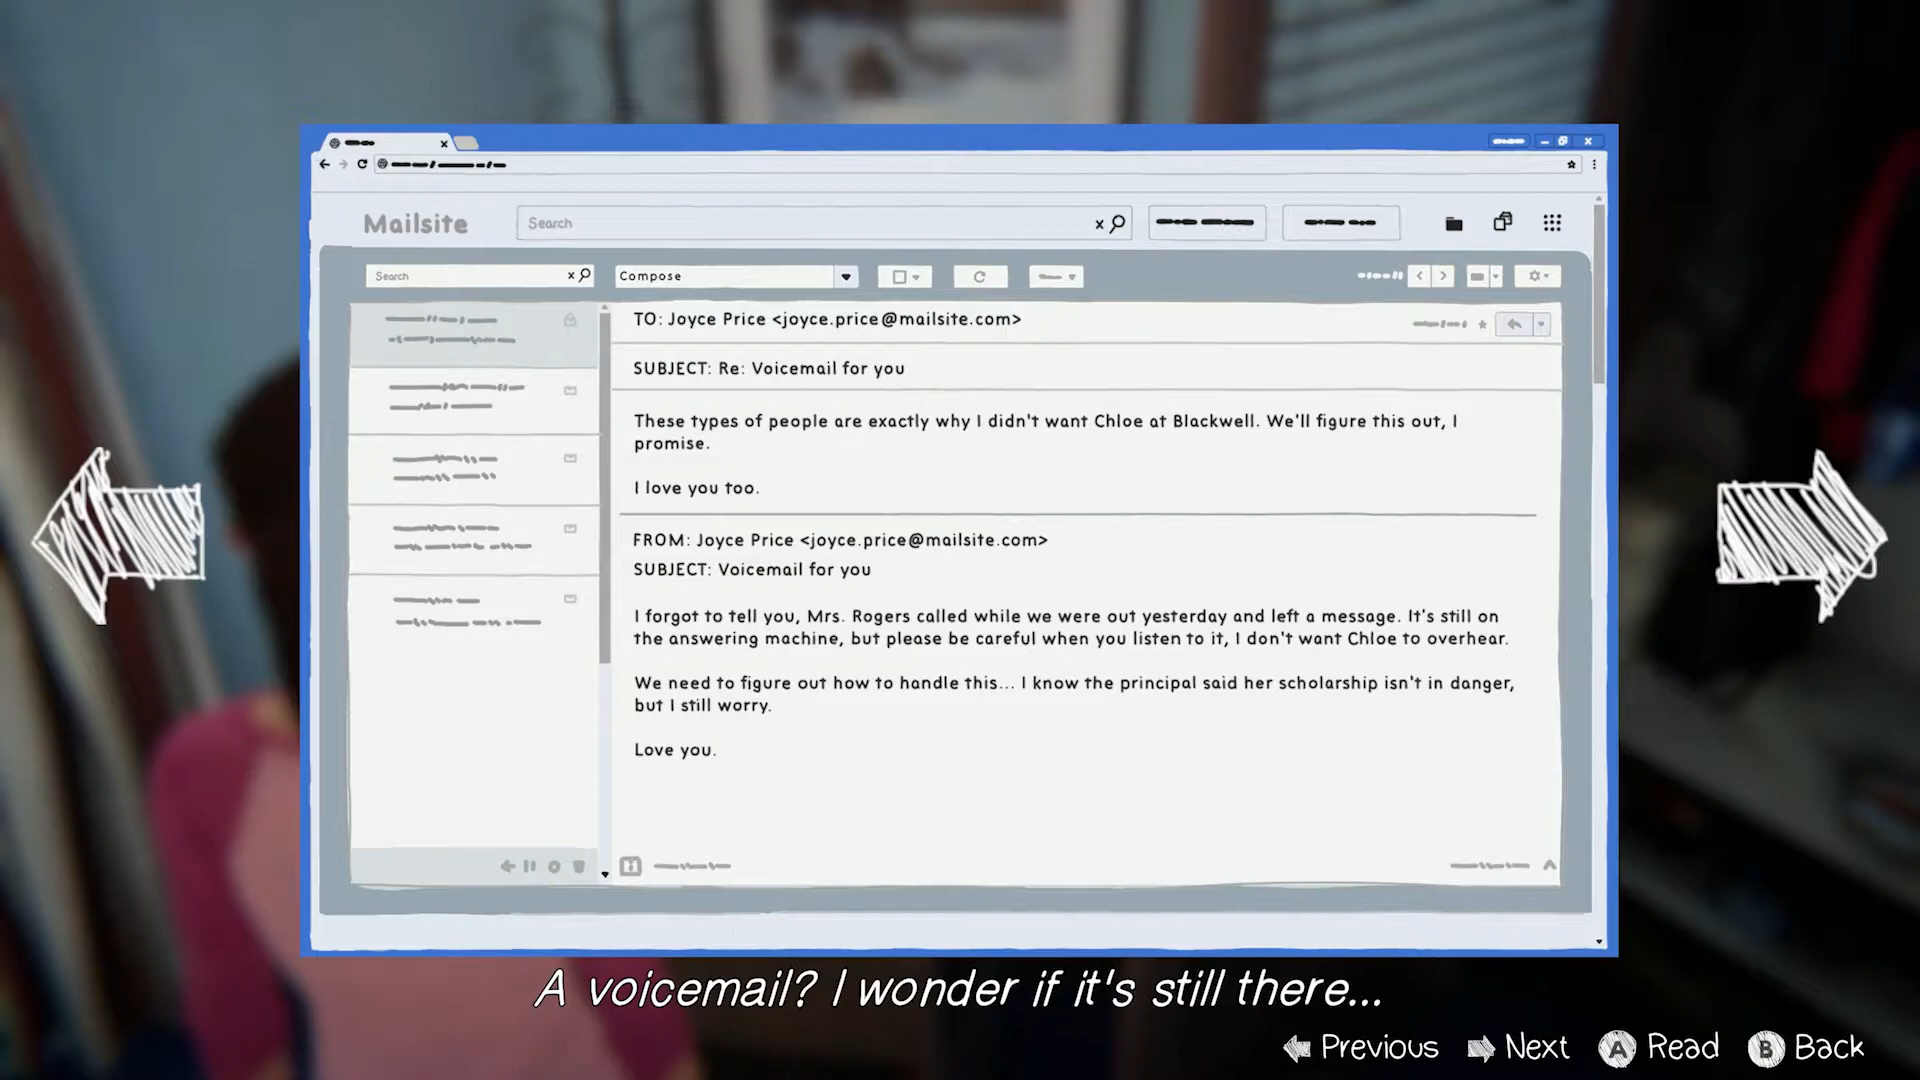 Mailsite
Search
Search
Compose
TO: Joyce Price <joyce.price@mailsite.com>
SUBJECT: Re: Voicemail for you
These types of people are exactly why I didn't want Chloe at Blackwell. We'll figure this out, I
promise.
I love you too.
FROM: Joyce Price <joyce.price@mailsite.com>
SUBJECT: Voicemail for you
I forgot to tell you, Mrs. Rogers called while we were out yesterday and left a message. It's still on
the answering machine, but please be careful when you listen to it, I don't want Chloe to overhear.
We need to figure out how to handle this... I know the principal said her scholarship isn't in danger,
but I still worry.
Love you.
A voicemail? I wonder if it's still there...
Previous Next A Read B Back